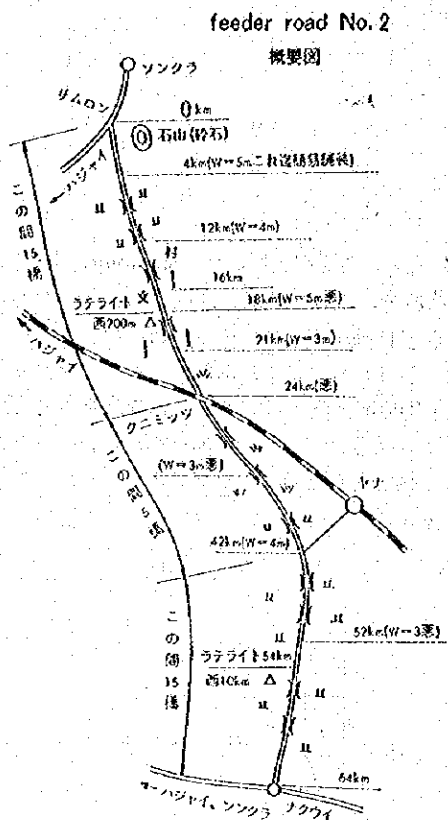 feeder road No. 2
概要図
ソンクラ
サムロン
0km
石山(砕石)
ハジャイ
4km(W=5mこれ迄簡易舗装)
この間15橋
12km(W=4m)
村
16km
ラテライト
西200m
18km(W=5m悪)
21km(W=3m)
ハジャイ
24km(悪)
クニミッツ
(W=3m悪)
この間5橋
ヤナ
42km(W=4m)
52km(W=3悪)
この間15橋
ラテライト54km
西10km
64km
ハジャイ、ソンクラ
ナクウイ